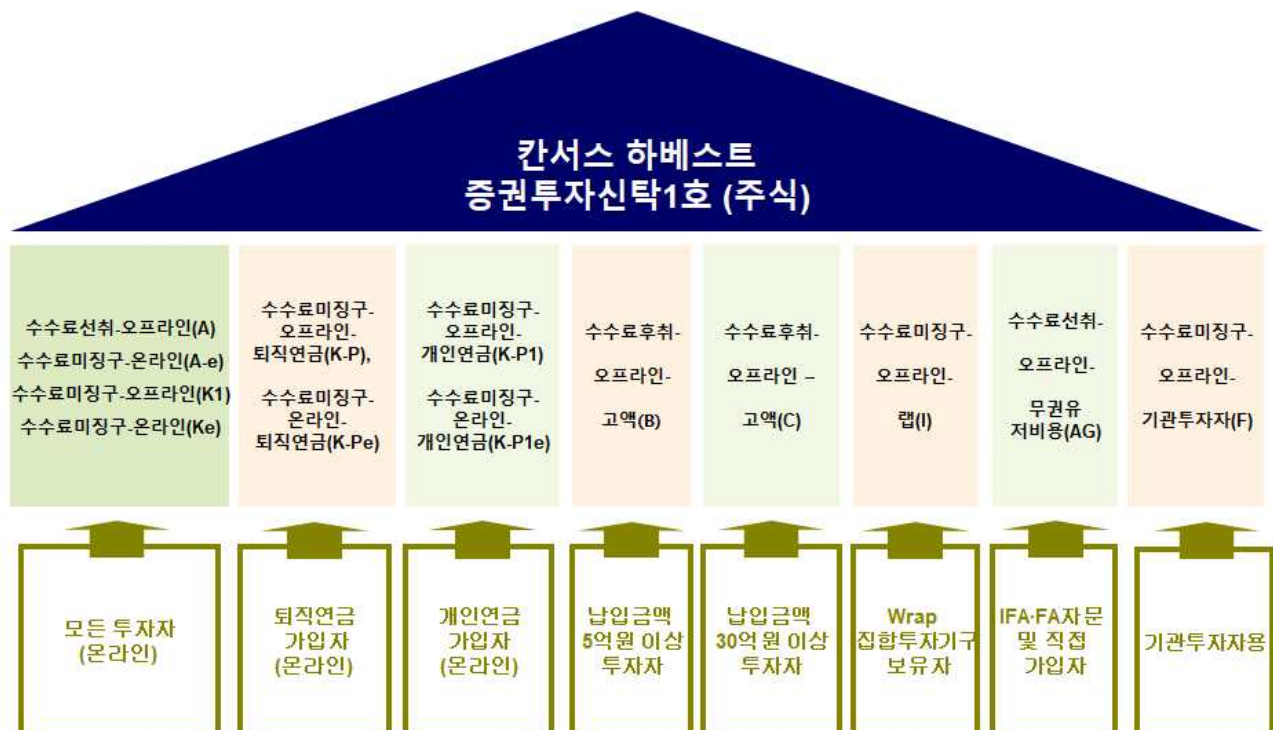 칸서스 하베스트
증권투자신탁1호 (주식)
수수료선취-오프라인(A)
수수료미징구-온라인(A-e)
수수료미징구-오프라인(K1)
수수료미징구-온라인(Ke)
수수료미징구-
오프라인-
퇴직연금(K-P),
수수료미징구-
온라인-
퇴직연금(K-Pe)
수수료미징구-
오프라인-
개인연금(K-P1)
수수료미징구-
온라인-
개인연금(K-P1e)
수수료후취-
오프라인-
고액(B)
수수료후취-
오프라인 –
고액(C)
수수료미징구-
오프라인-
랩(I)
수수료선취-
오프라인-
무권유
저비용(AG)
수수료미징구-
오프라인-
기관투자자(F)
모든 투자자
(온라인)
퇴직연금
가입자
(온라인)
개인연금
가입자
(온라인)
납입금액
5억원 이상
투자자
납입금액
30억원 이상
투자자
Wrap
집합투자기구
보유자
IFA·FA자문
및 직접
가입자
기관투자자용